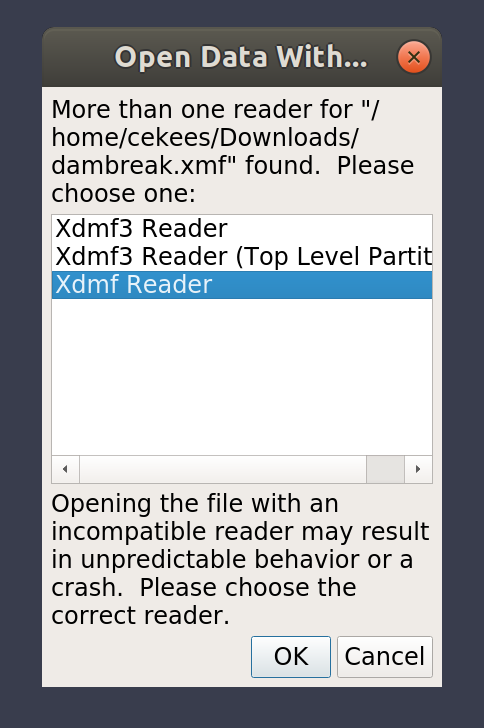 Open Data With...
More than one reader for "/
home/cekees/Downloads/
dambreak.xmf" found.  Please
choose one:
Xdmf3 Reader
Xdmf3 Reader (Top Level Partit
Xdmf Reader
Opening the file with an
incompatible reader may result
in unpredictable behavior or a
crash.  Please choose the
correct reader.
OK Cancel